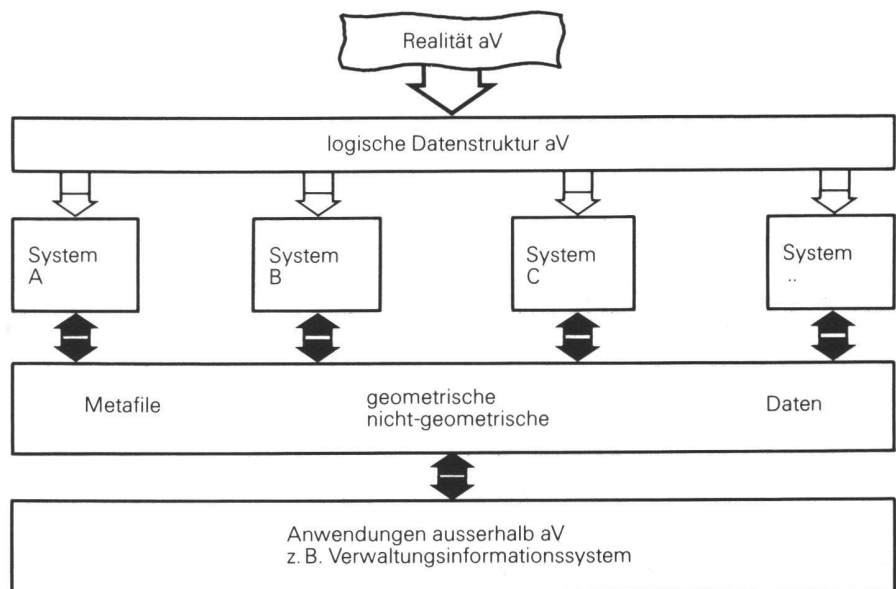 Realität aV
logische Datenstruktur aV
System
A
System
B
System
C
System
..
Metafile
geometrische
nicht-geometrische
Daten
Anwendungen ausserhalb aV
z. B. Verwaltungsinformationssystem